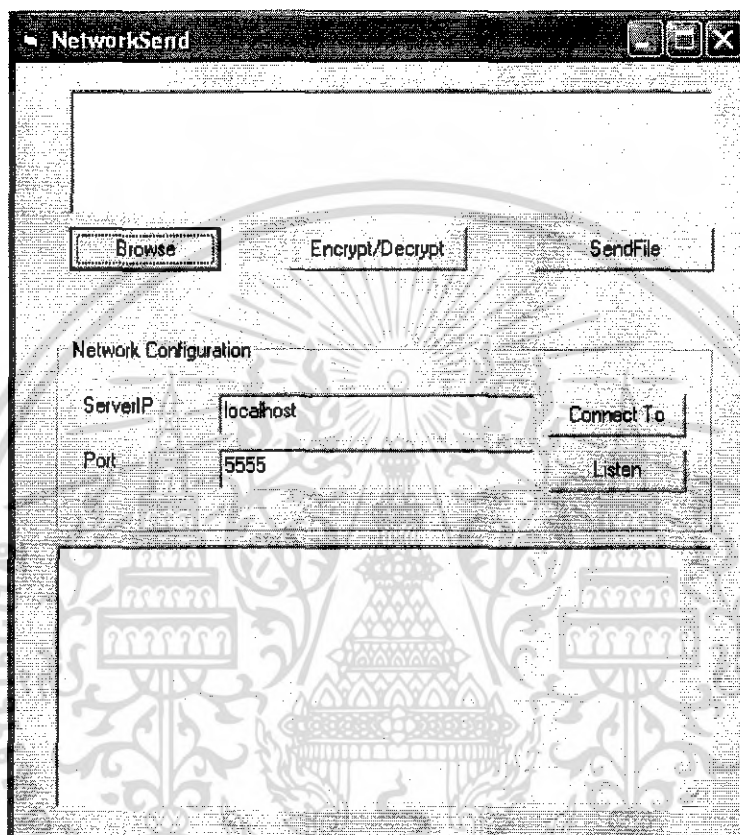 NetworkSend
Browse Encrypt/Decrypt SendFile
Network Configuration
ServerIP localhost Connect To
Port 5555 Listen